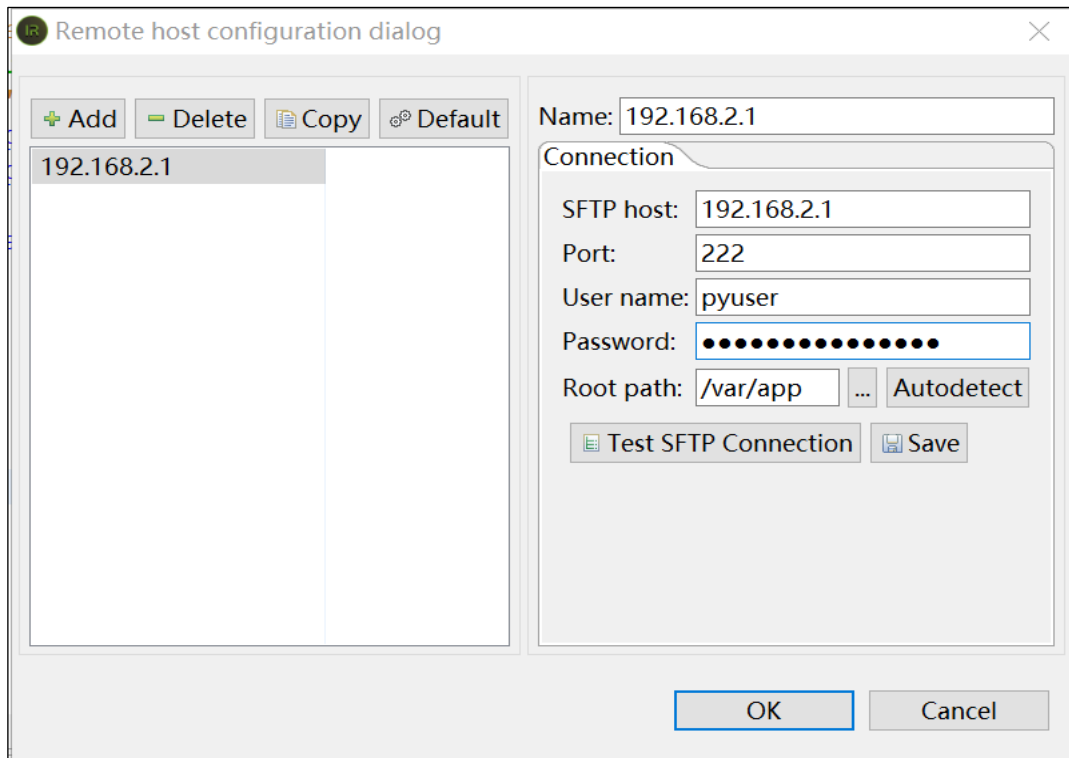 Remote host configuration dialog
Add Delete Copy Default
192.168.2.1
Name: 192.168.2.1
Connection
SFTP host: 192.168.2.1
Port: 222
User name: pyuser
Password: ●●●●●●●●●●●●●●●
Root path: /var/app ... Autodetect
Test SFTP Connection Save
OK Cancel